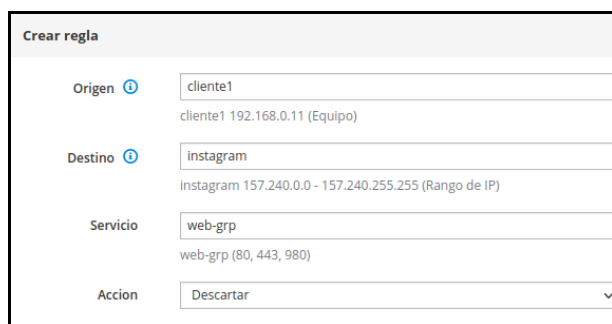 Crear regla
Origen
cliente1
cliente1 192.168.0.11 (Equipo)
Destino
instagram
instagram 157.240.0.0 - 157.240.255.255 (Rango de IP)
Servicio
web-grp
web-grp (80, 443, 980)
Accion
Descartar